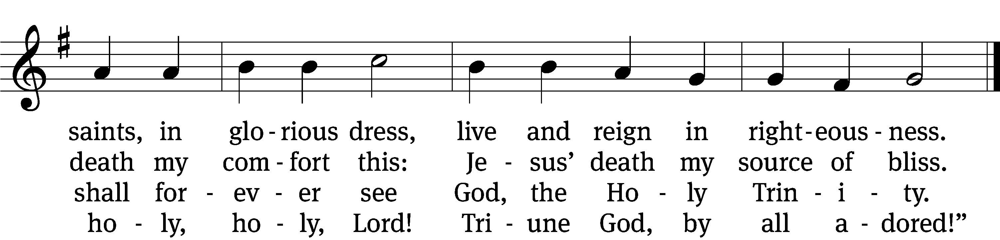 saints, in glo - rious dress, live and reign in right - eous - ness.
death my com - fort this: Je - sus’ death my source of bliss.
shall for - ev - er see God, the Ho - ly Trin - i - ty.
ho - ly, ho - ly, Lord! Tri - une God, by all a - dored!”